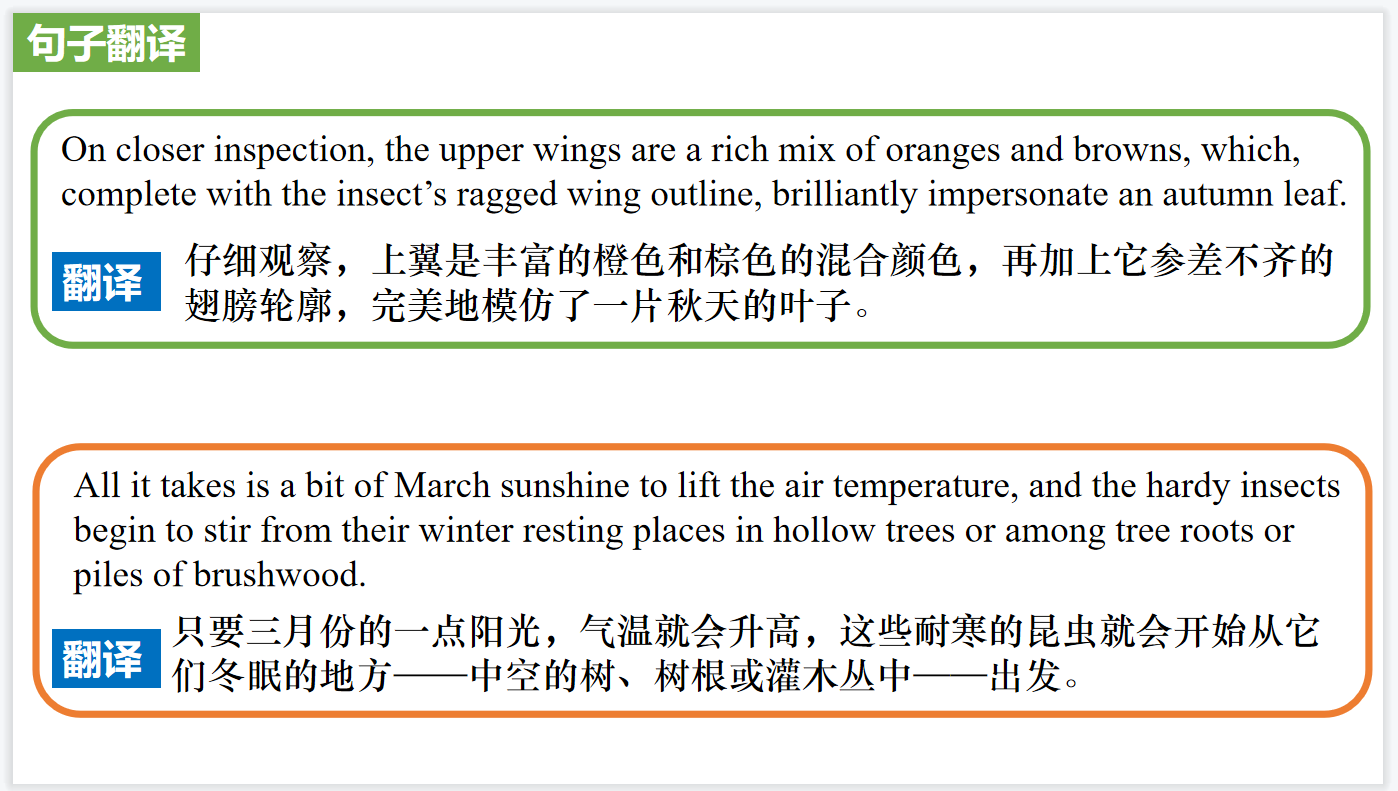 句子翻译
On closer inspection, the upper wings are a rich mix of oranges and browns, which,
complete with the insect’s ragged wing outline, brilliantly impersonate an autumn leaf.
翻译
仔细观察，上翼是丰富的橙色和棕色的混合颜色，再加上它参差不齐的
翅膀轮廓，完美地模仿了一片秋天的叶子。
All it takes is a bit of March sunshine to lift the air temperature, and the hardy insects
begin to stir from their winter resting places in hollow trees or among tree roots or
piles of brushwood.
翻译
只要三月份的一点阳光，气温就会升高，这些耐寒的昆虫就会开始从它
们冬眠的地方——中空的树、树根或灌木丛中——出发。